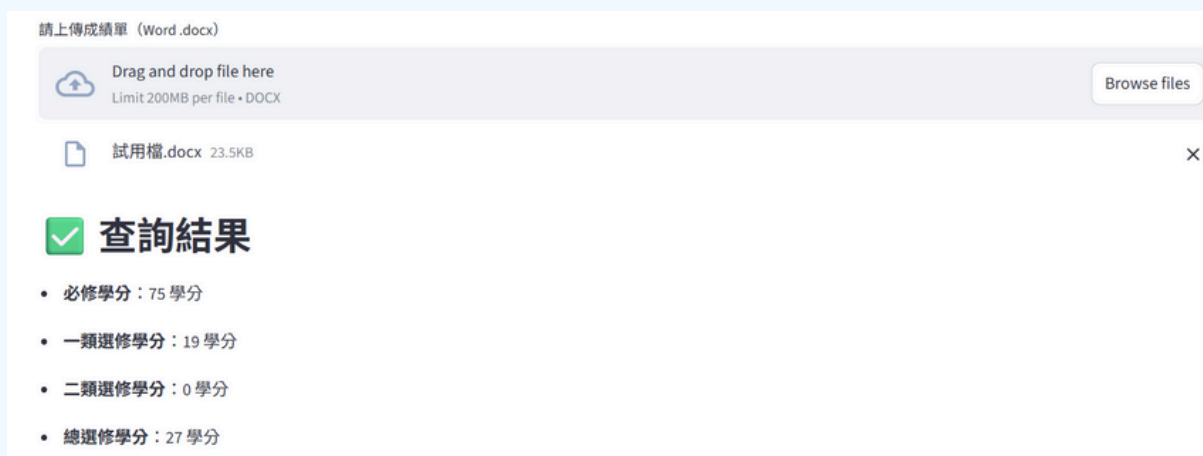 請上傳成績單（Word .docx）
Drag and drop file here
Browse files
Limit 200MB per file • DOCX
試用檔.docx 23.5KB
✅ 查詢結果
• 必修學分：75 學分
• 一類選修學分：19 學分
• 二類選修學分：0 學分
• 總選修學分：27 學分